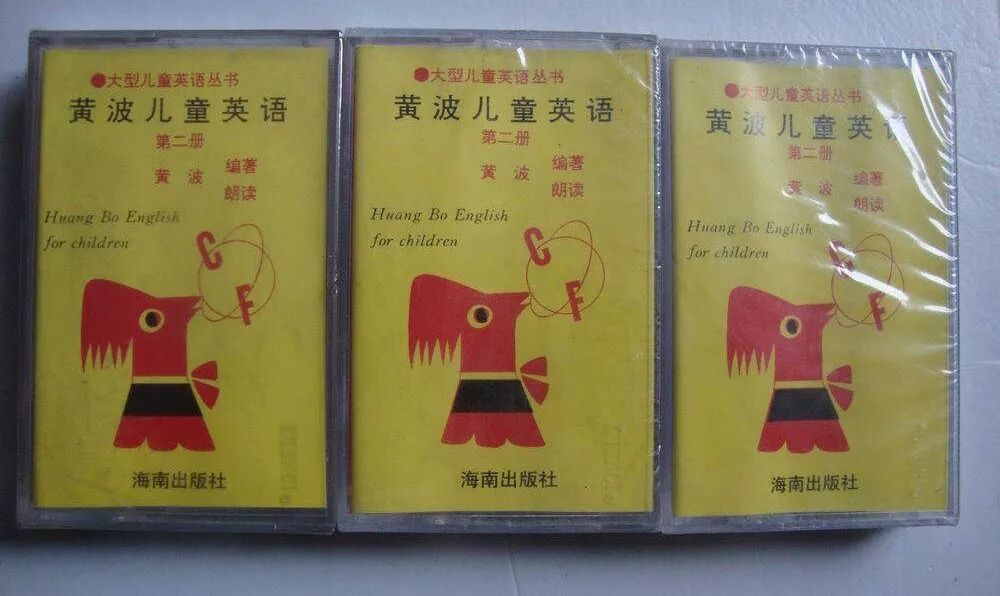 ●大型儿童英语丛书
黄波儿童英语
第二册
黄波 编著
朗读
Huang Bo English
for children
C
F
海南出版社
●大型儿童英语丛书
黄波儿童英语
第二册
黄波 编著
朗读
Huang Bo English
for children
C
F
海南出版社
●大型儿童英语丛书
黄波儿童英语
第二册
黄波 编著
朗读
Huang Bo English
for children
C
F
海南出版社